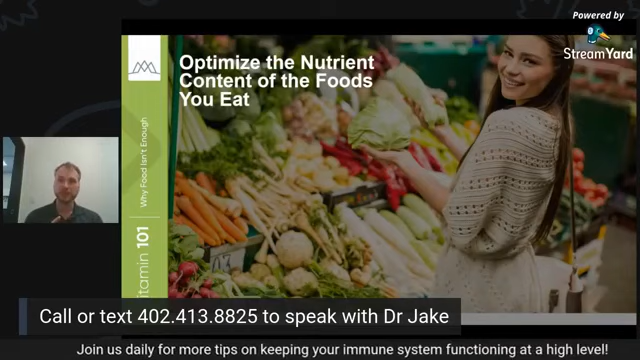 Powered by
StreamYard
Optimize the Nutrient
Content of the Foods
You Eat
Why Food Isn't Enough
itamin 101
Call or text 402.413.8825 to speak with Dr Jake
Join us daily for more tips on keeping your immune system functioning at a high level!